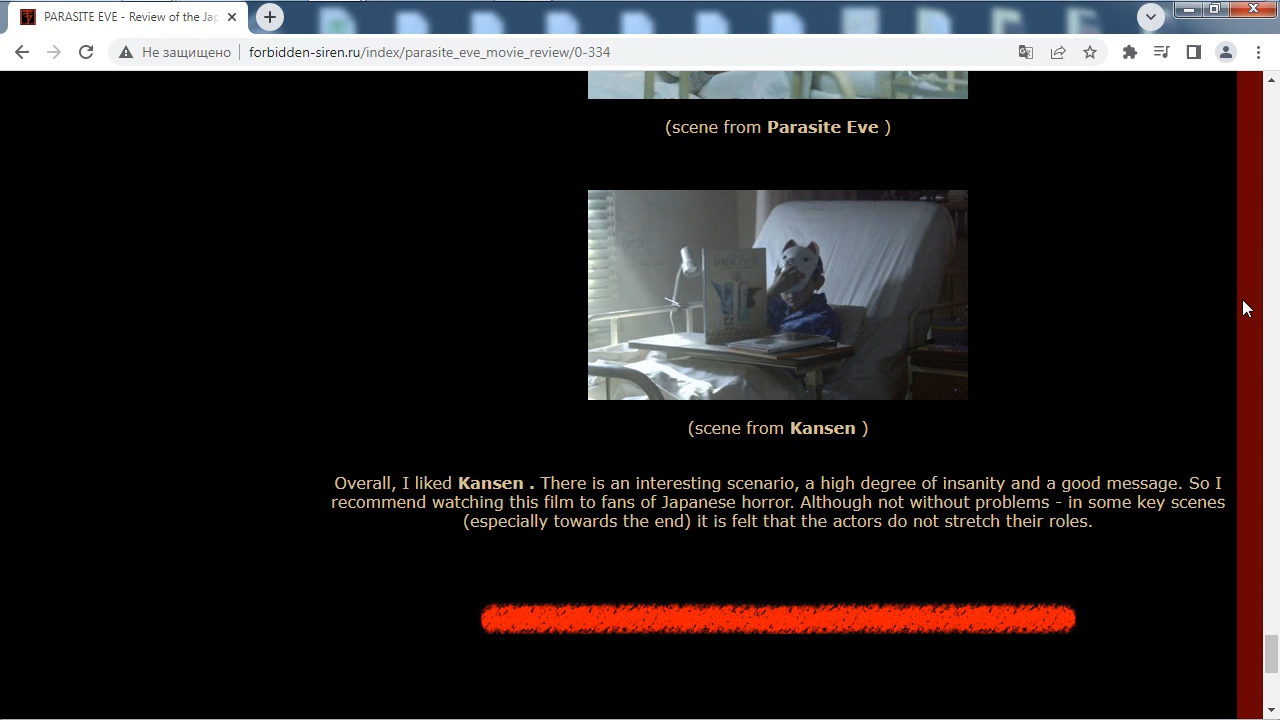 PARASITE EVE - Review of the Jap
Не защищено
forbidden-siren.ru/index/parasite_eve_movie_review/0-334
(scene from Parasite Eve )
(scene from Kansen )
Overall, I liked Kansen . There is an interesting scenario, a high degree of insanity and a good message. So I
recommend watching this film to fans of Japanese horror. Although not without problems - in some key scenes
(especially towards the end) it is felt that the actors do not stretch their roles.